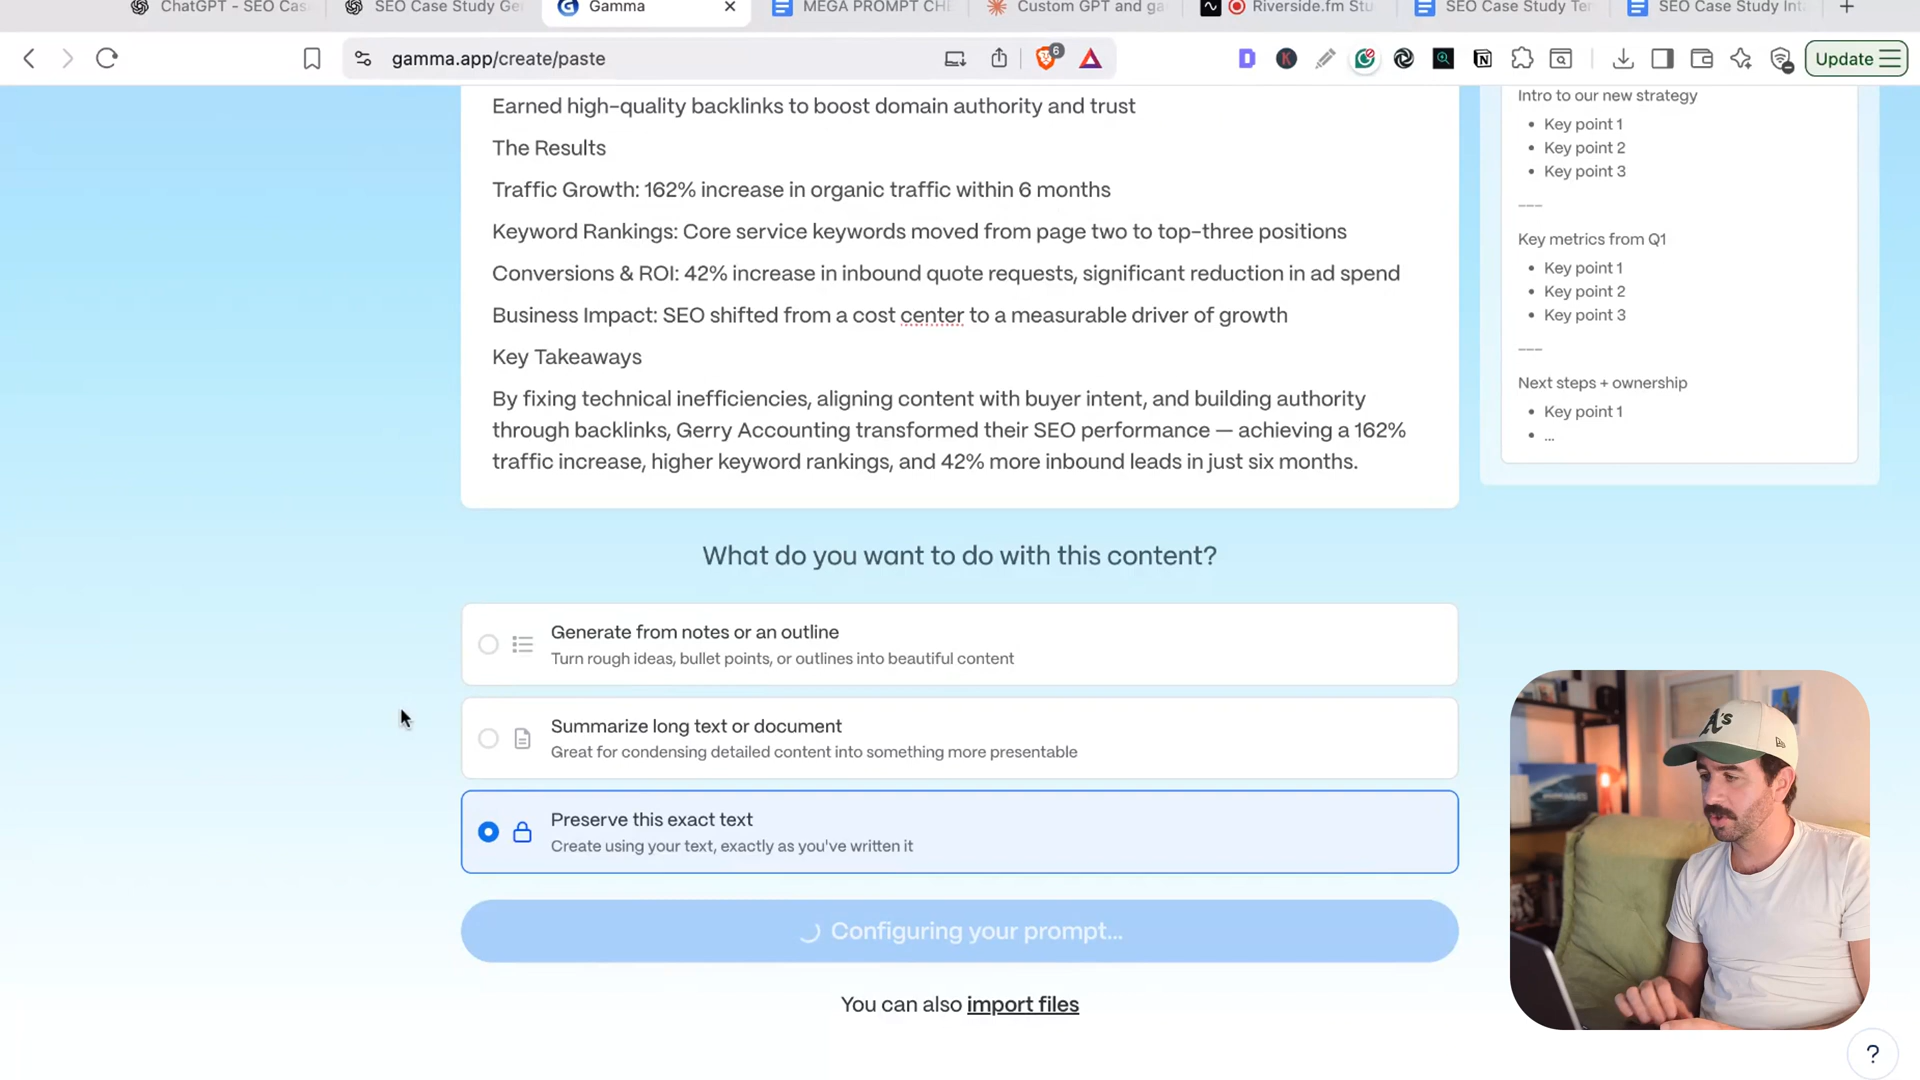 ChatGPT - SEO Cas
SEO Case Study Ge
Gamma
MEGA PROMPT CH
Custom GPT and ga
Riverside.fm Stu
SEO Case Study Te
SEO Case Study Int
gamma.app/create/paste
6
Update
Earned high-quality backlinks to boost domain authority and trust
The Results
Traffic Growth: 162% increase in organic traffic within 6 months
Keyword Rankings: Core service keywords moved from page two to top-three positions
Conversions & ROI: 42% increase in inbound quote requests, significant reduction in ad spend
Business Impact: SEO shifted from a cost center to a measurable driver of growth
Key Takeaways
By fixing technical inefficiencies, aligning content with buyer intent, and building authority
through backlinks, Gerry Accounting transformed their SEO performance — achieving a 162%
traffic increase, higher keyword rankings, and 42% more inbound leads in just six months.
Intro to our new strategy
• Key point 1
• Key point 2
• Key point 3
---
Key metrics from Q1
• Key point 1
• Key point 2
• Key point 3
---
Next steps + ownership
• Key point 1
• ...
What do you want to do with this content?
Generate from notes or an outline
Turn rough ideas, bullet points, or outlines into beautiful content
Summarize long text or document
Great for condensing detailed content into something more presentable
Preserve this exact text
Create using your text, exactly as you've written it
Configuring your prompt...
You can also import files
A's
?